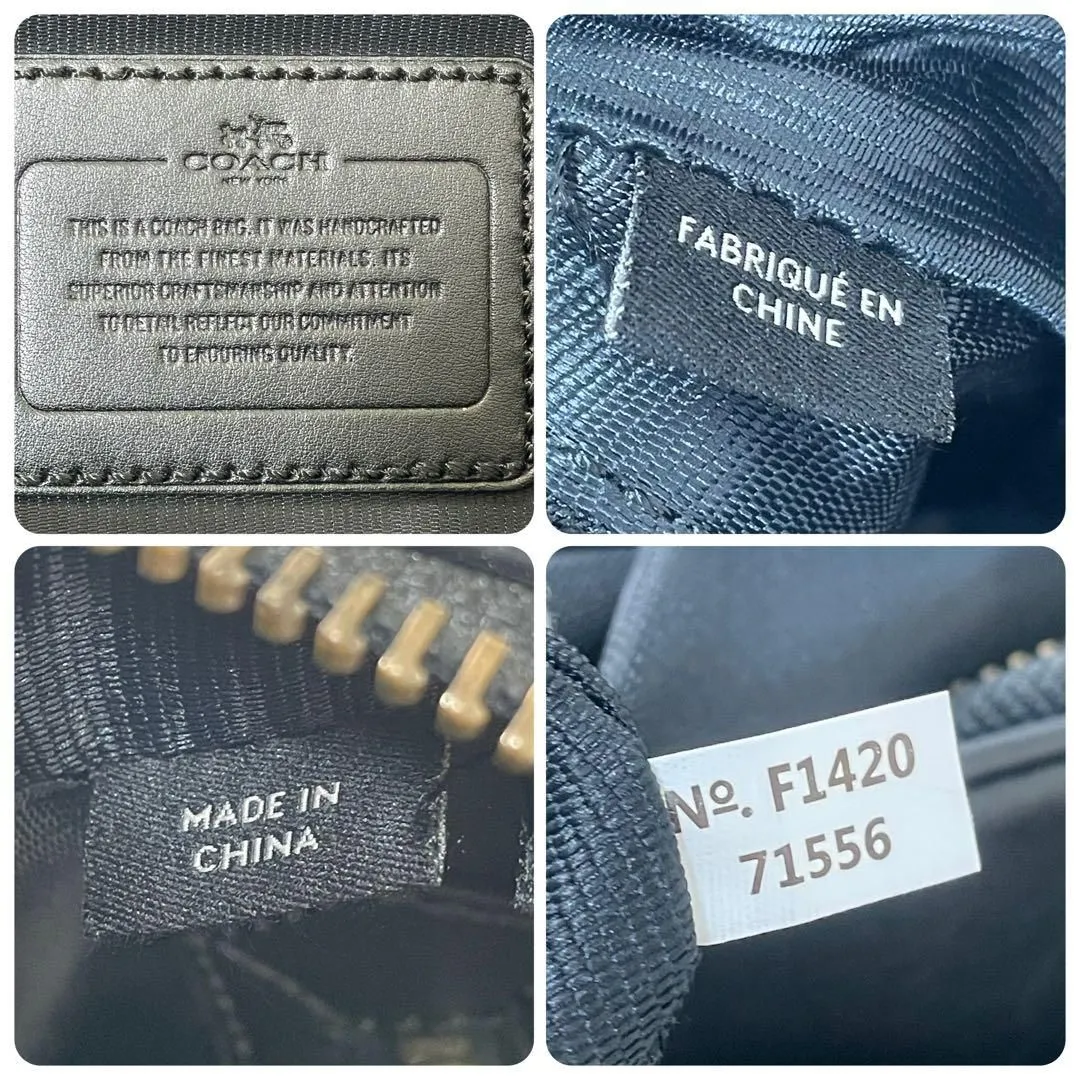 COACH
NEW YORK
THIS IS A COACH BAG. IT WAS HANDCRAFTED
FROM THE FINEST MATERIALS. ITS
SUPERIOR CRAFTSMANSHIP AND ATTENTION
TO DETAIL REFLECT OUR COMMITMENT
TO ENDURING QUALITY.
FABRIQUÉ EN
CHINE
MADE IN
CHINA
Nº. F1420
71556